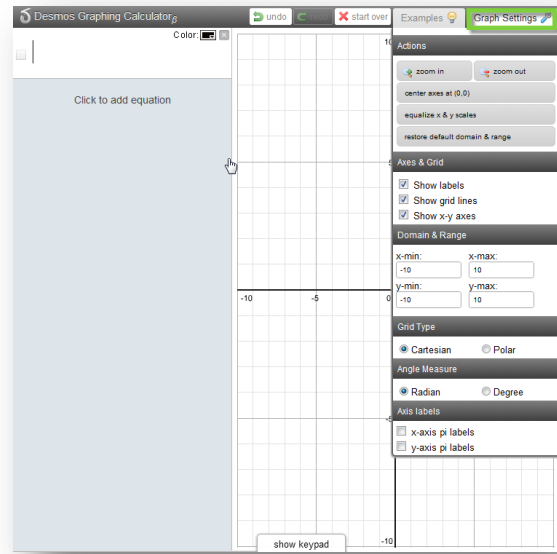 Desmos Graphing Calculatorβ
undo
start over
Examples
Graph Settings
Color:
Click to add equation
Actions
zoom in
zoom out
center axes at (0,0)
equalize x & y scales
restore default domain & range
Axes & Grid
Show labels
Show grid lines
Show x-y axes
Domain & Range
x-min: x-max:
-10 10
y-min: y-max:
-10 10
Grid Type
Cartesian Polar
Angle Measure
Radian Degree
Axis labels
x-axis pi labels
y-axis pi labels
10
5
-10 -5 0
-5
-10
show keypad